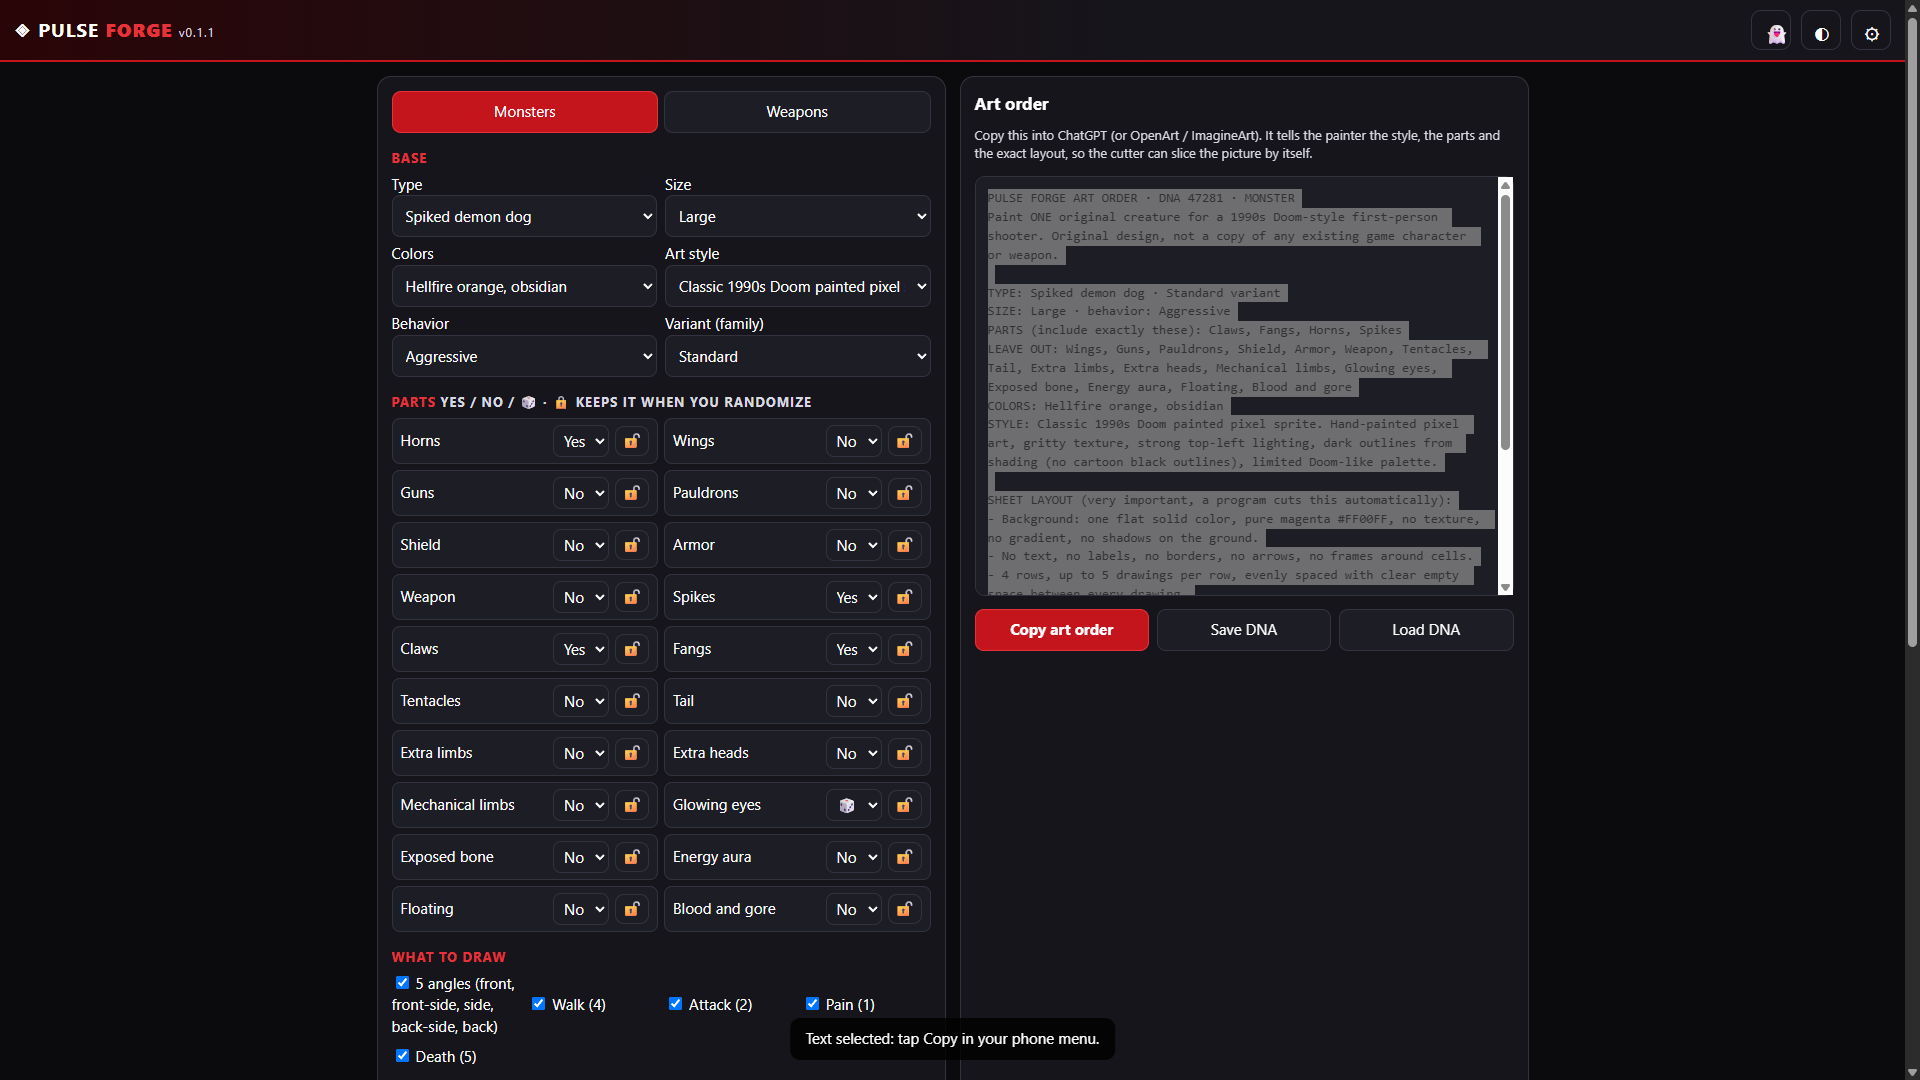 PULSE FORGE v0.1.1
Monsters
Weapons
BASE
Type
Size
Spiked demon dog
Large
Colors
Art style
Hellfire orange, obsidian
Classic 1990s Doom painted pixel
Behavior
Variant (family)
Aggressive
Standard
PARTS YES / NO / 🎲 · 🔒 KEEPS IT WHEN YOU RANDOMIZE
Horns Yes
Wings No
Guns No
Pauldrons No
Shield No
Armor No
Weapon No
Spikes Yes
Claws Yes
Fangs Yes
Tentacles No
Tail No
Extra limbs No
Extra heads No
Mechanical limbs No
Glowing eyes 🎲
Exposed bone No
Energy aura No
Floating No
Blood and gore No
WHAT TO DRAW
5 angles (front,
front-side, side,
back-side, back)
Walk (4)
Attack (2)
Pain (1)
Death (5)
Art order
Copy this into ChatGPT (or OpenArt / ImagineArt). It tells the painter the style, the parts and
the exact layout, so the cutter can slice the picture by itself.
PULSE FORGE ART ORDER · DNA 47281 · MONSTER
Paint ONE original creature for a 1990s Doom-style first-person
shooter. Original design, not a copy of any existing game character
or weapon.
TYPE: Spiked demon dog · Standard variant
SIZE: Large · behavior: Aggressive
PARTS (include exactly these): Claws, Fangs, Horns, Spikes
LEAVE OUT: Wings, Guns, Pauldrons, Shield, Armor, Weapon, Tentacles,
Tail, Extra limbs, Extra heads, Mechanical limbs, Glowing eyes,
Exposed bone, Energy aura, Floating, Blood and gore
COLORS: Hellfire orange, obsidian
STYLE: Classic 1990s Doom painted pixel sprite. Hand-painted pixel
art, gritty texture, strong top-left lighting, dark outlines from
shading (no cartoon black outlines), limited Doom-like palette.
SHEET LAYOUT (very important, a program cuts this automatically):
- Background: one flat solid color, pure magenta #FF00FF, no texture,
no gradient, no shadows on the ground.
- No text, no labels, no borders, no arrows, no frames around cells.
- 4 rows, up to 5 drawings per row, evenly spaced with clear empty
space between every drawing.
Copy art order
Save DNA
Load DNA
Text selected: tap Copy in your phone menu.